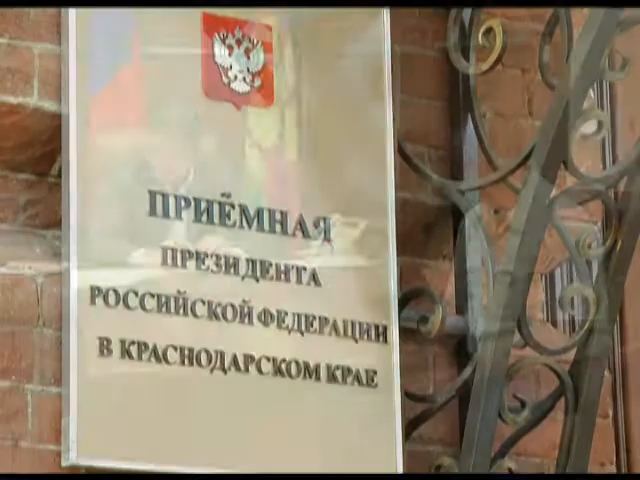 ПРИЁМНАЯ
ПРЕЗИДЕНТА
РОССИЙСКОЙ ФЕДЕРАЦИИ
В КРАСНОДАРСКОМ КРАЕ